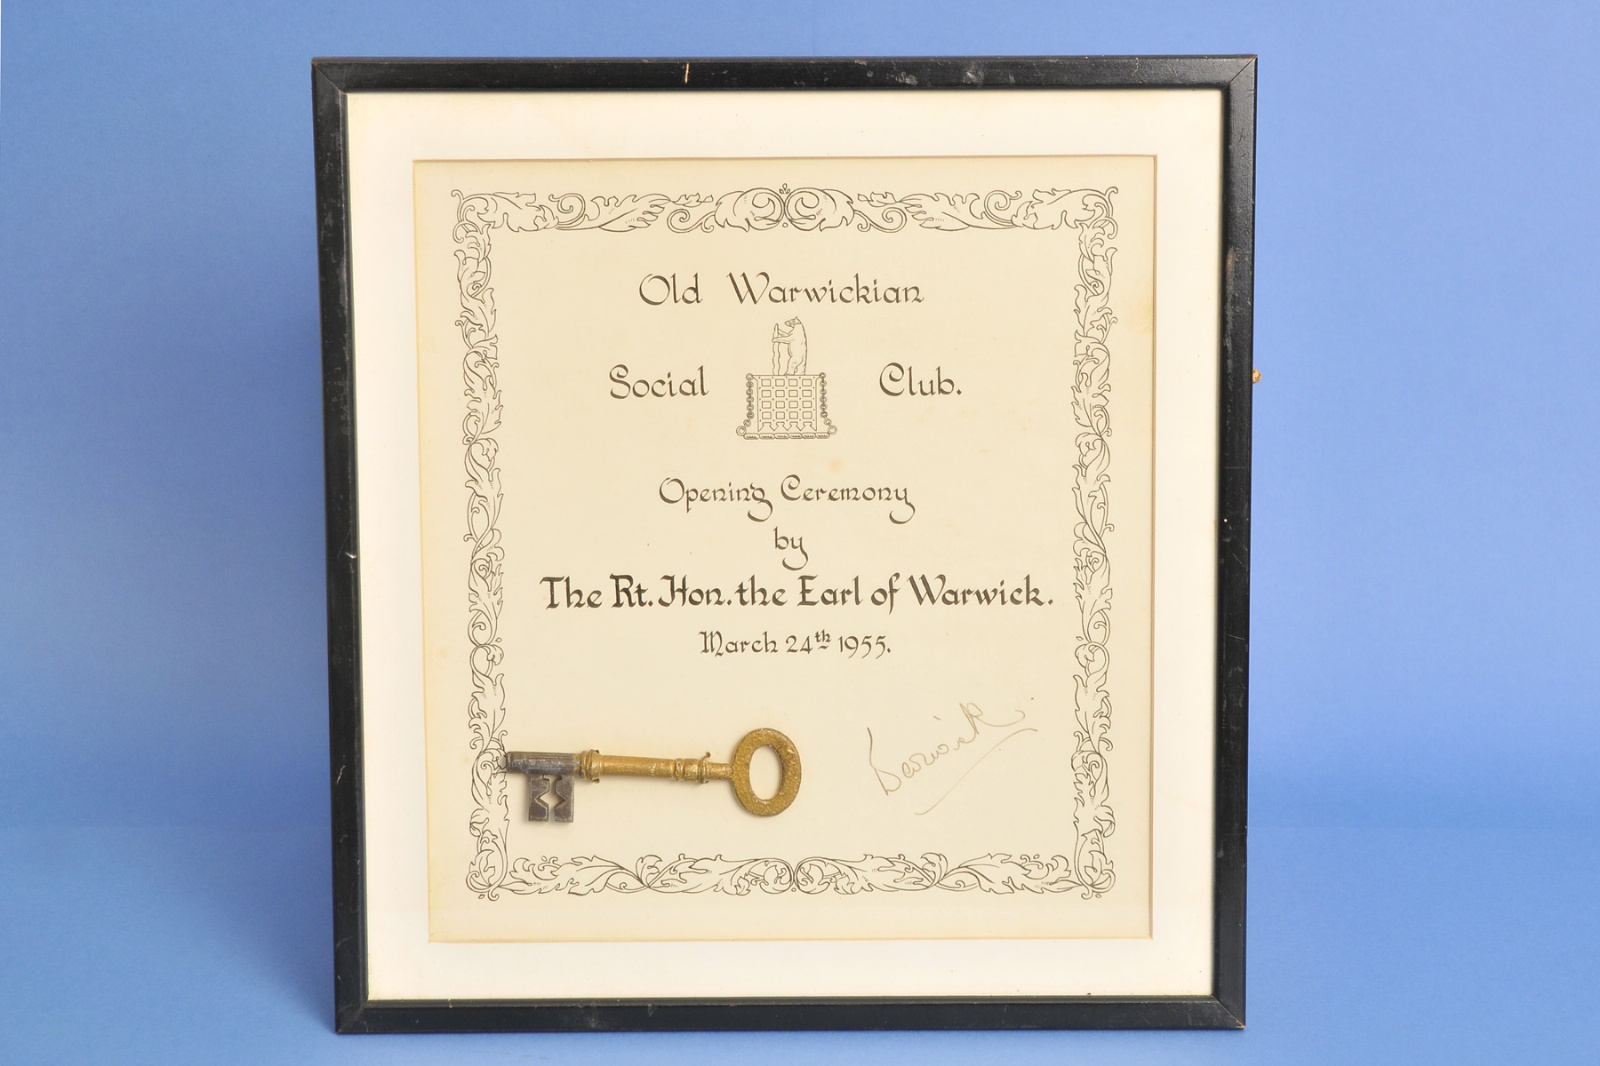 Old Warwickian
Social Club.
Opening Ceremony
by
The Rt. Hon. the Earl of Warwick.
March 24th 1955.
Warwick